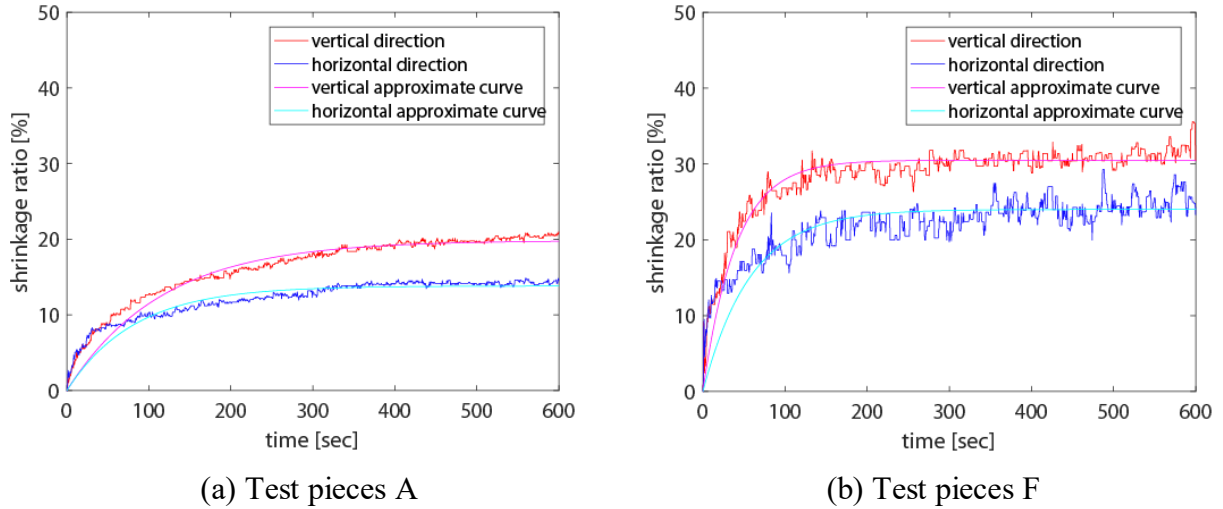 50
40
30
20
10
0
shrinkage ratio [%]
vertical direction
horizontal direction
vertical approximate curve
horizontal approximate curve
0 100 200 300 400 500 600
time [sec]
(a) Test pieces A
50
40
30
20
10
0
shrinkage ratio [%]
vertical direction
horizontal direction
vertical approximate curve
horizontal approximate curve
0 100 200 300 400 500 600
time [sec]
(b) Test pieces F